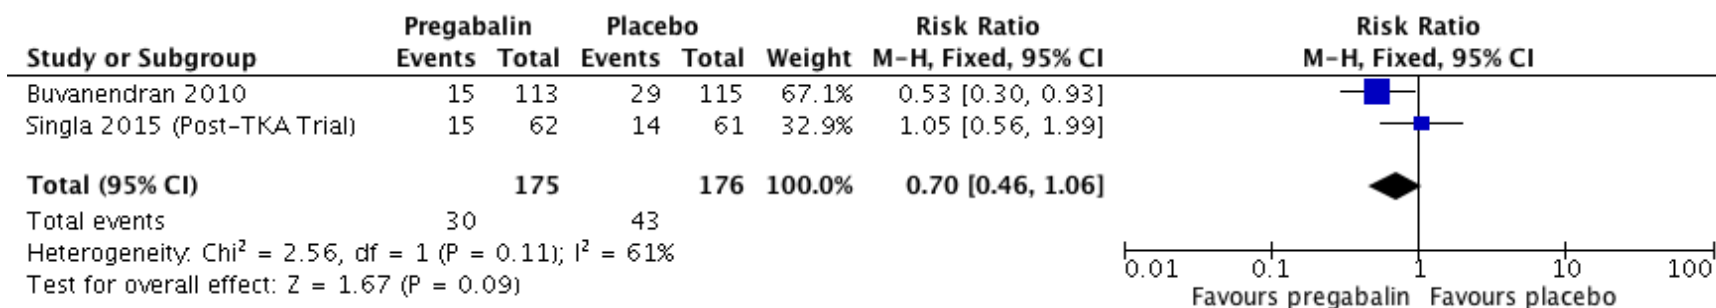 Pregabalin Placebo Risk Ratio Risk Ratio
Study or Subgroup Events Total Events Total Weight M-H, Fixed, 95% CI M-H, Fixed, 95% CI
Buvanendran 2010 15 113 29 115 67.1% 0.53 [0.30, 0.93]
Singla 2015 (Post-TKA Trial) 15 62 14 61 32.9% 1.05 [0.56, 1.99]
Total (95% CI) 175 176 100.0% 0.70 [0.46, 1.06]
Total events 30 43
Heterogeneity: Chi² = 2.56, df = 1 (P = 0.11); I² = 61%
Test for overall effect: Z = 1.67 (P = 0.09)
0.01 0.1 1 10 100
Favours pregabalin Favours placebo